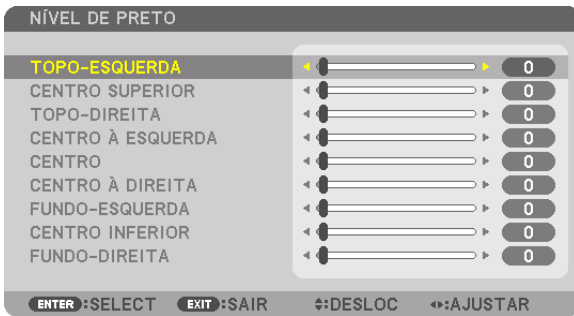 NÍVEL DE PRETO
TOPO-ESQUERDA 0
CENTRO SUPERIOR 0
TOPO-DIREITA 0
CENTRO À ESQUERDA 0
CENTRO 0
CENTRO À DIREITA 0
FUNDO-ESQUERDA 0
CENTRO INFERIOR 0
FUNDO-DIREITA 0
ENTER :SELECT EXIT :SAIR :DESLOC :AJUSTAR